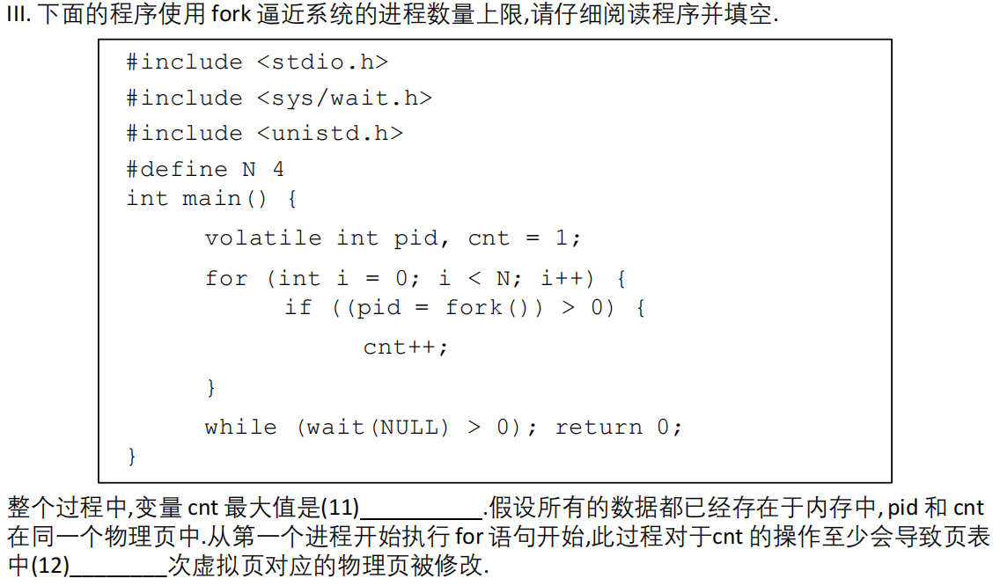 III. 下面的程序使用 fork 逼近系统的进程数量上限,请仔细阅读程序并填空.
#include <stdio.h>
#include <sys/wait.h>
#include <unistd.h>
#define N 4
int main() {
volatile int pid, cnt = 1;
for (int i = 0; i < N; i++) {
if ((pid = fork()) > 0) {
cnt++;
}
while (wait(NULL) > 0); return 0;
}
整个过程中,变量 cnt 最大值是(11)__________.假设所有的数据都已经存在于内存中, pid 和 cnt
在同一个物理页中.从第一个进程开始执行 for 语句开始,此过程对于cnt 的操作至少会导致页表
中(12)________次虚拟页对应的物理页被修改.